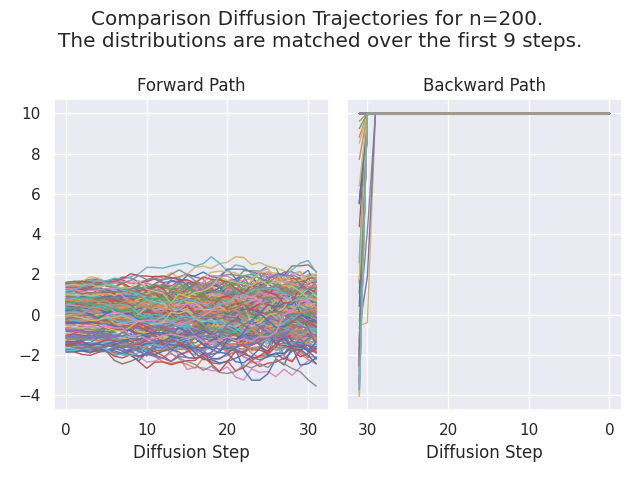 Comparison Diffusion Trajectories for n=200.
The distributions are matched over the first 9 steps.
Forward Path
Backward Path
10
8
6
4
2
0
−2
−4
0 10 20 30
30 20 10 0
Diffusion Step
Diffusion Step